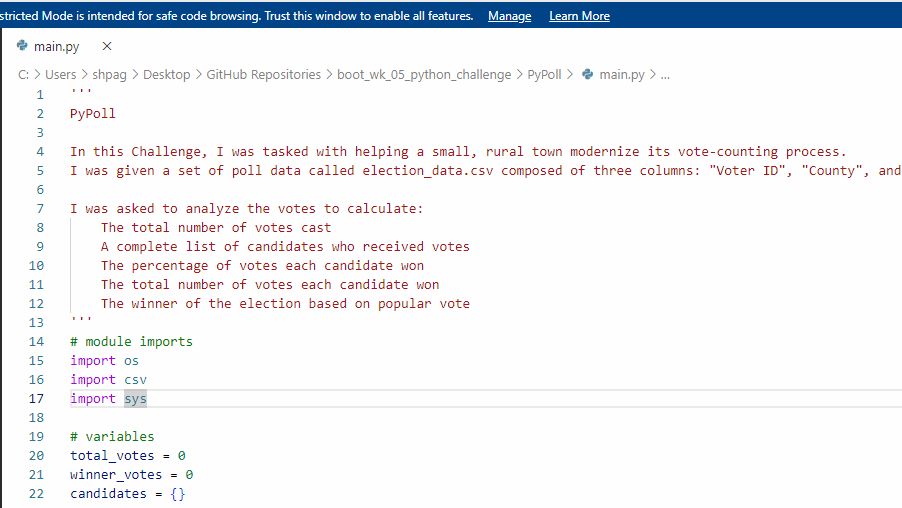 stricted Mode is intended for safe code browsing. Trust this window to enable all features. Manage Learn More
main.py ×
C: > Users > shpag > Desktop > GitHub Repositories > boot_wk_05_python_challenge > PyPoll > main.py > ...
1 '''
2 PyPoll
3
4 In this Challenge, I was tasked with helping a small, rural town modernize its vote-counting process.
5 I was given a set of poll data called election_data.csv composed of three columns: "Voter ID", "County", and
6
7 I was asked to analyze the votes to calculate:
8     The total number of votes cast
9     A complete list of candidates who received votes
10     The percentage of votes each candidate won
11     The total number of votes each candidate won
12     The winner of the election based on popular vote
13 '''
14 # module imports
15 import os
16 import csv
17 import sys
18
19 # variables
20 total_votes = 0
21 winner_votes = 0
22 candidates = {}